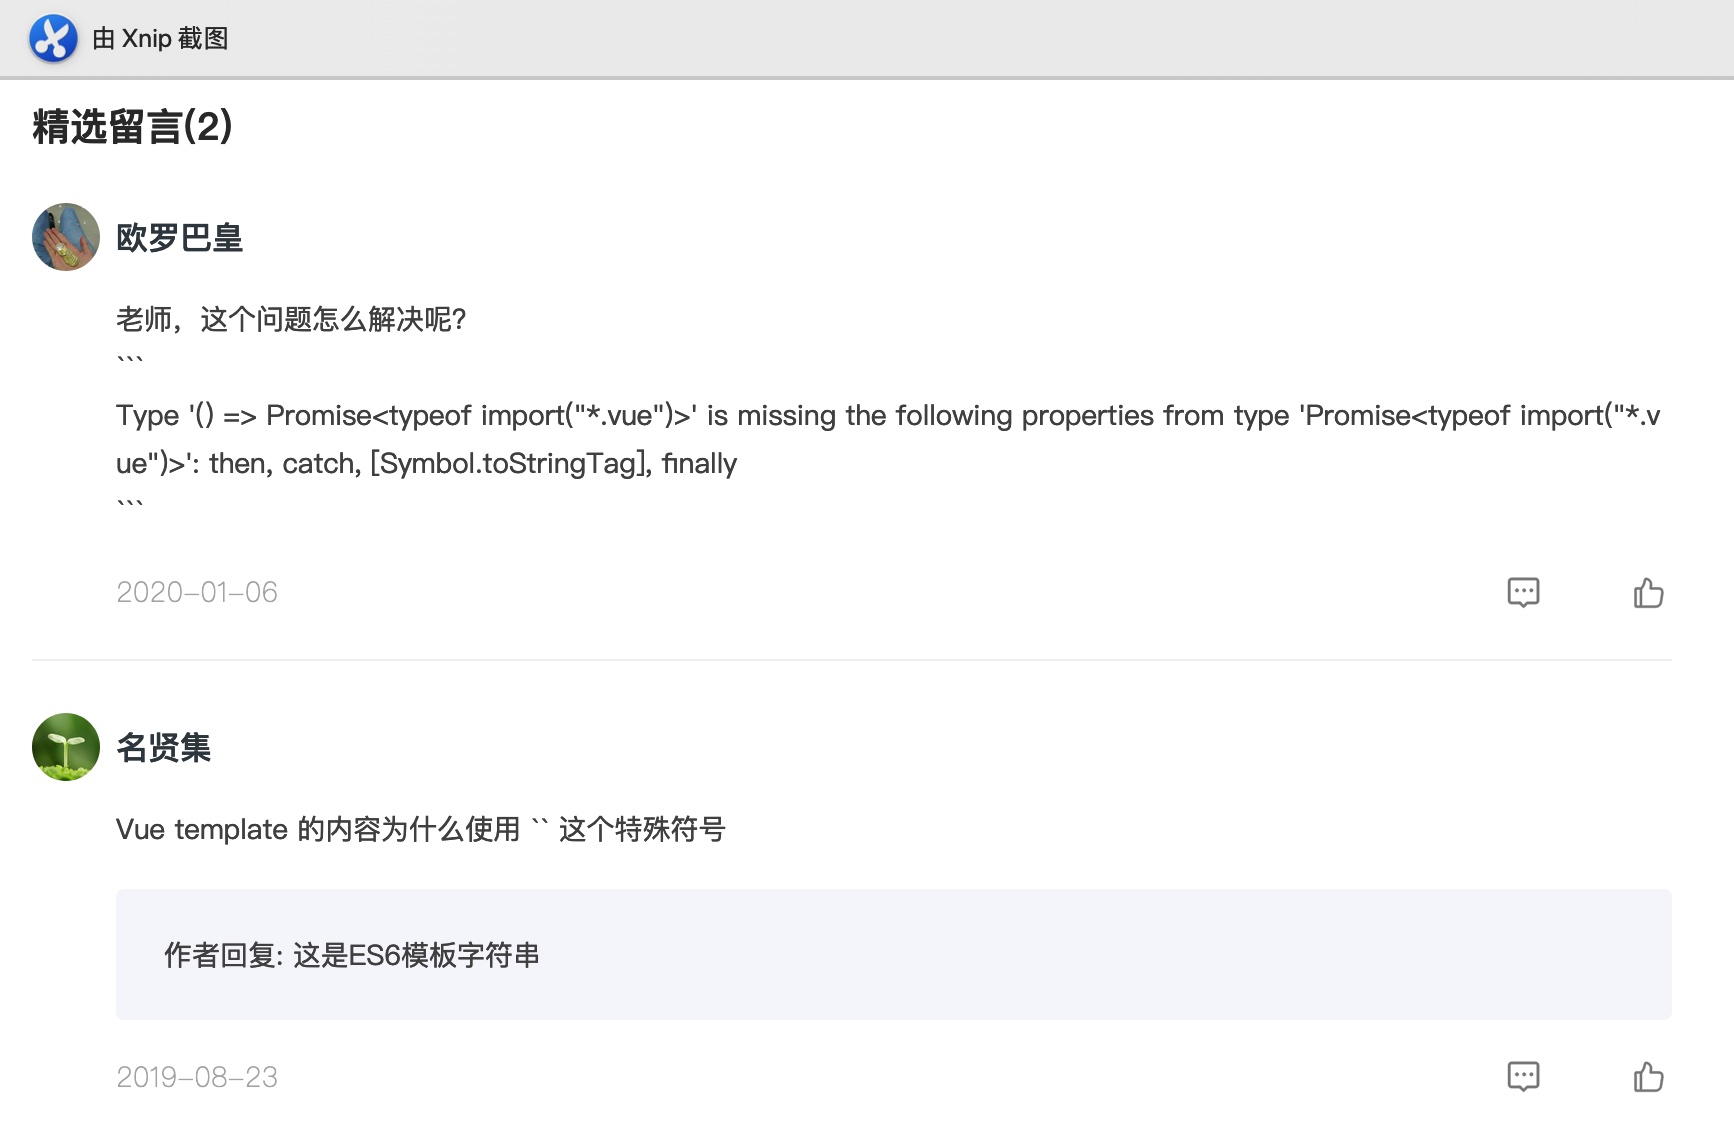 由 Xnip 截图
精选留言(2)
欧罗巴皇
老师，这个问题怎么解决呢？
```
Type '() => Promise<typeof import("*.vue")>' is missing the following properties from type 'Promise<typeof import("*.v
ue")>': then, catch, [Symbol.toStringTag], finally
```
2020-01-06
名贤集
Vue template 的内容为什么使用 `` 这个特殊符号
作者回复: 这是ES6模板字符串
2019-08-23